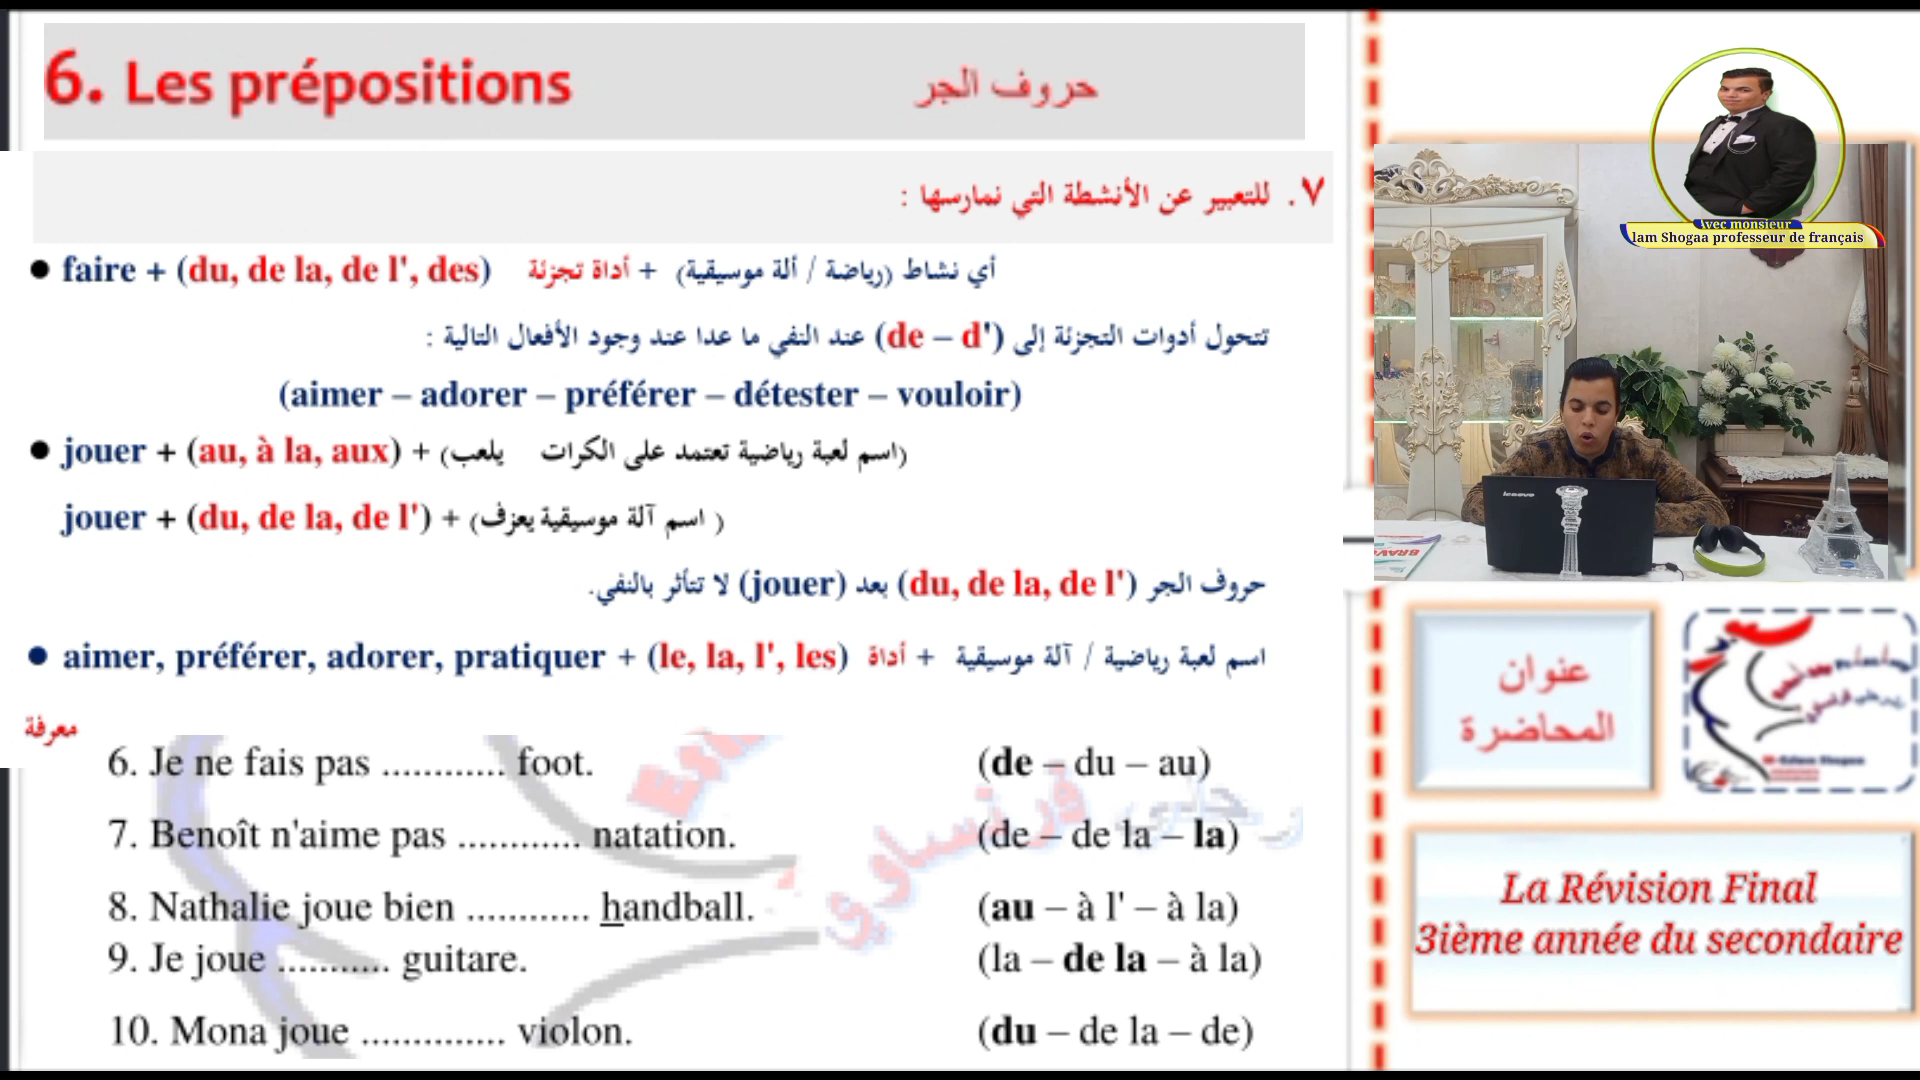 6. Les prépositions حروف الجر
٧. للتعبير عن الأنشطة التي نمارسها :
● faire + (du, de la, de l', des) أي نشاط (رياضة / ألة موسيقية) + أداة تجزئة
تتحول أدوات التجزئة إلى (de – d') عند النفي ما عدا عند وجود الأفعال التالية :
(aimer – adorer – préférer – détester – vouloir)
● jouer + (au, à la, aux) + (اسم لعبة رياضية تعتمد على الكرات يلعب)
jouer + (du, de la, de l') + (اسم آلة موسيقية يعزف)
حروف الجر (du, de la, de l') بعد (jouer) لا تتأثر بالنفي.
● aimer, préférer, adorer, pratiquer + (le, la, l', les) اسم لعبة رياضية / آلة موسيقية + أداة
معرفة
6. Je ne fais pas ............ foot. (de – du – au)
7. Benoît n'aime pas ............ natation. (de – de la – la)
8. Nathalie joue bien ............ handball. (au – à l' – à la)
9. Je joue ........... guitare. (la – de la – à la)
10. Mona joue .............. violon. (du – de la – de)
vec monsieur
lam Shogaa professeur de français
lenovo
عنوان
المحاضرة
La Révision Final
3ième année du secondaire